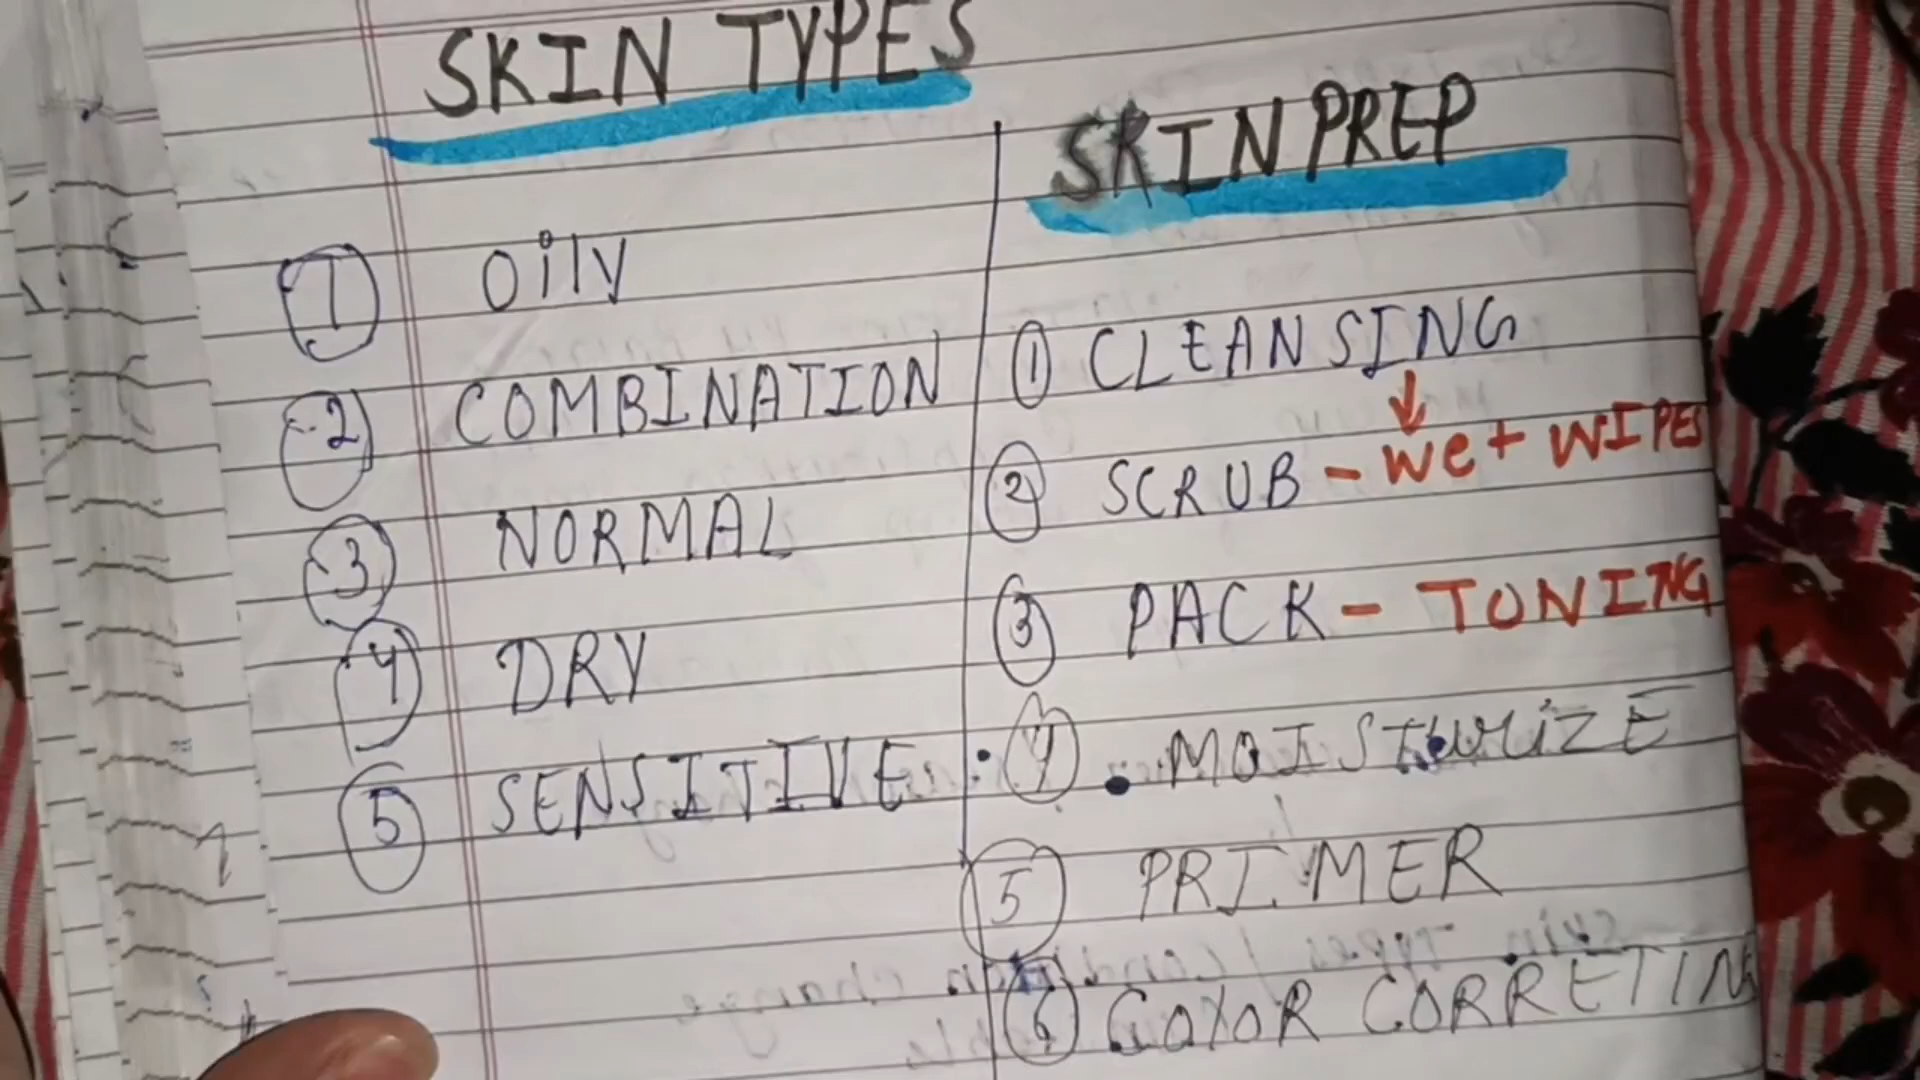 SKIN TYPES
① Oily
② COMBINATION
③ NORMAL
④ DRY
⑤ SENSITIVE
SKIN PREP
① CLEANSING
↓
② SCRUB - wet WIPES
③ PACK - TONING
④ MOISTURIZE
⑤ PRIMER
⑥ COLOR CORRETING